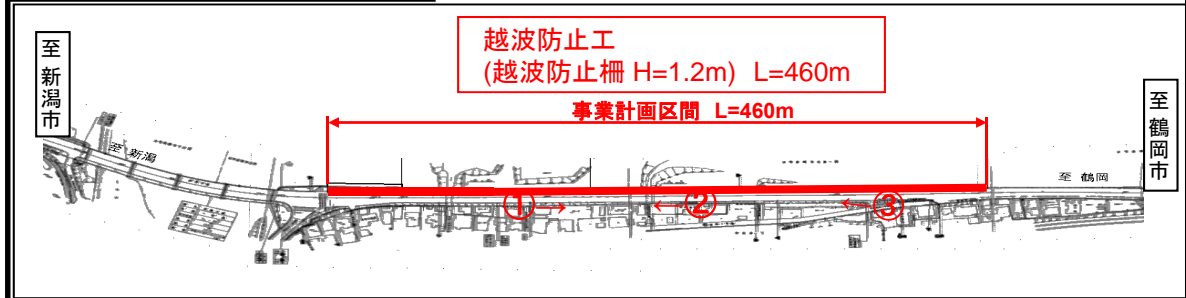 越波防止工
(越波防止柵 H=1.2m) L=460m
至新潟市
至鶴岡市
事業計画区間 L=460m
至 新潟
至 鶴岡
① ② ③